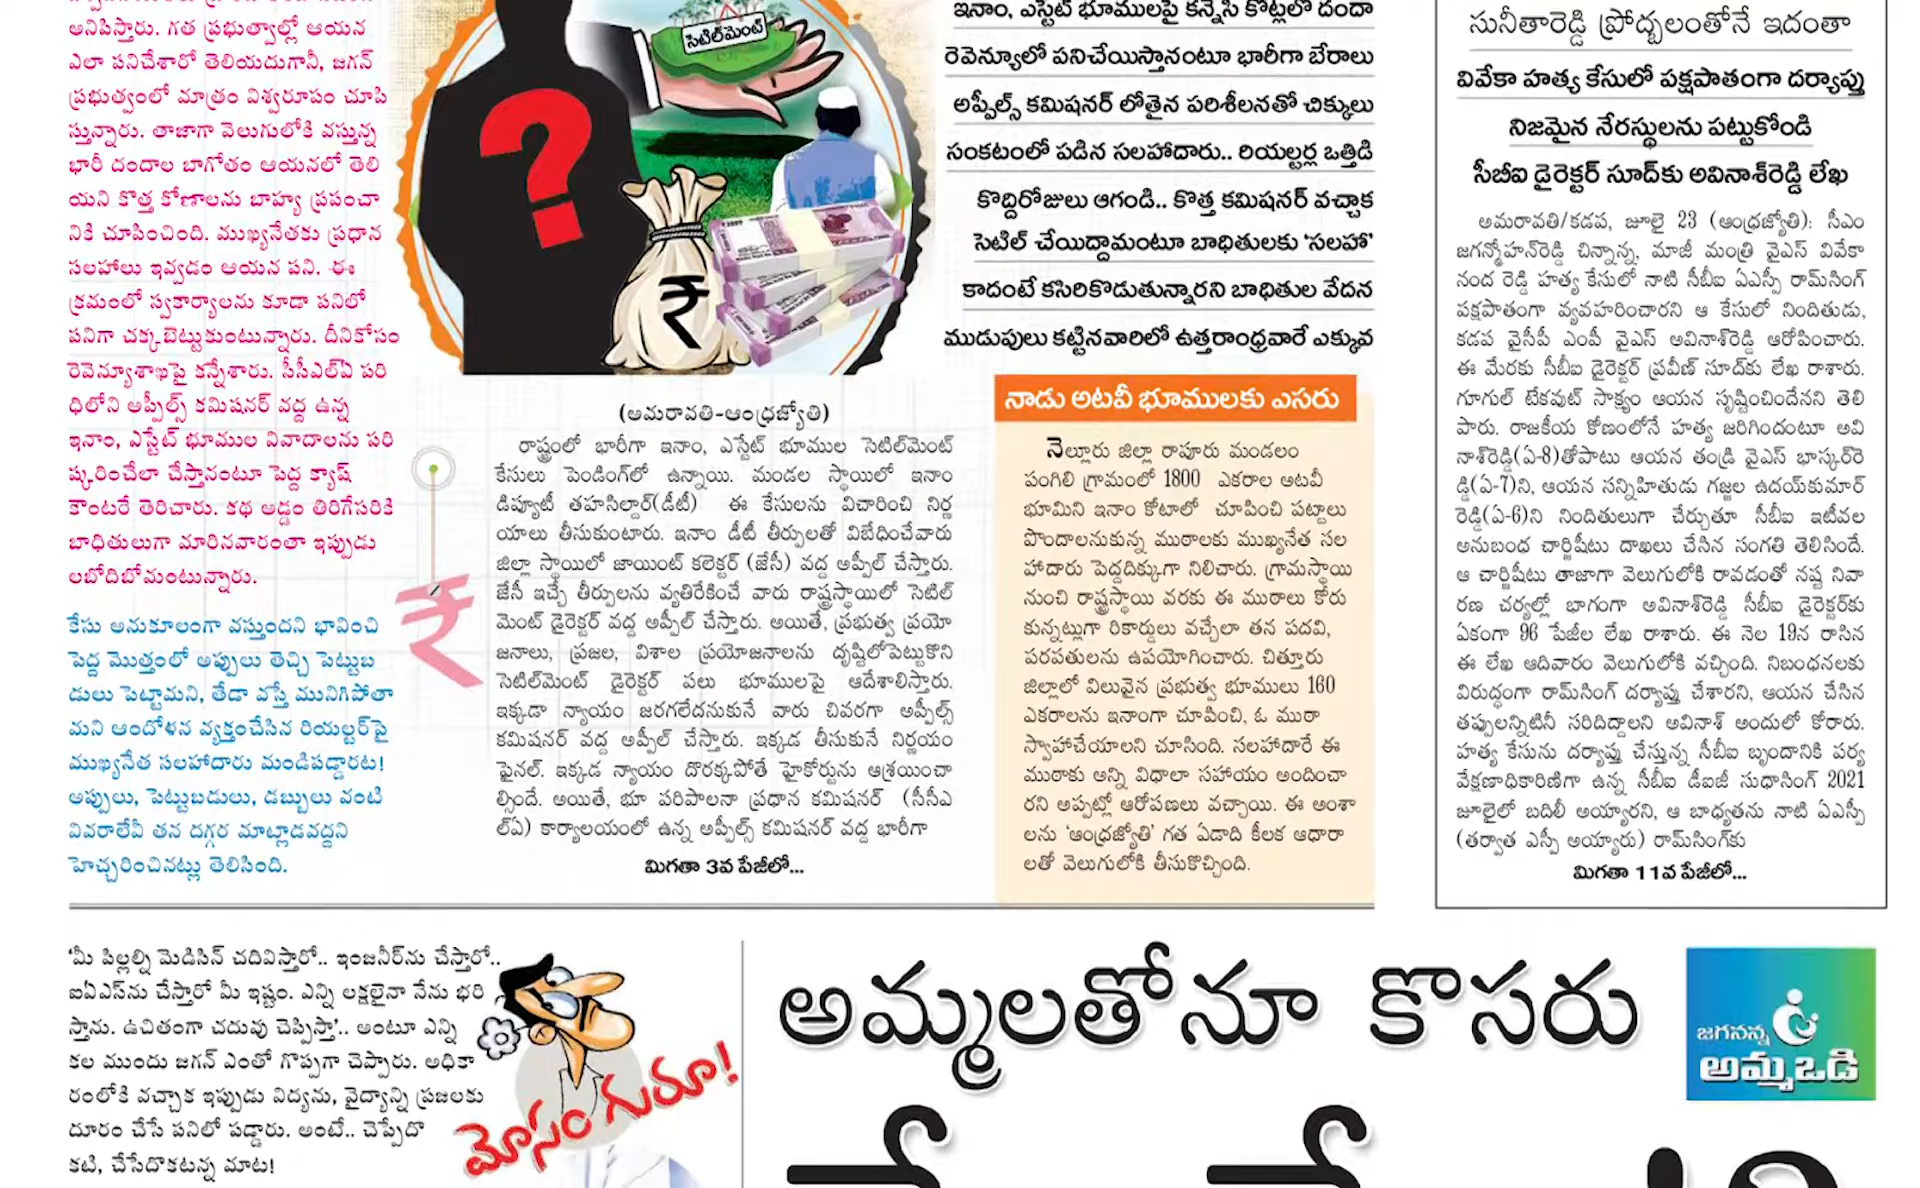 అనిపిస్తారు. గత ప్రభుత్వాల్లో ఆయన
ఎలా పనిచేశారో తెలియదుగానీ, జగన్
ప్రభుత్వంలో మాత్రం విశ్వరూపం చూపి
స్తున్నారు. తాజాగా వెలుగులోకి వస్తున్న
భారీ దందాల బాగోతం ఆయనలో తెలి
యని కొత్త కోణాలను బాహ్య ప్రపంచా
నికి చూపించింది. ముఖ్యనేతకు ప్రధాన
సలహాలు ఇవ్వడం ఆయన పని. ఈ
క్రమంలో స్వకార్యాలను కూడా పనిలో
పనిగా చక్కబెట్టుకుంటున్నారు. దీనికోసం
రెవెన్యూశాఖపై కన్నేశారు. సీసీఎల్ఏ పరి
ధిలోని అప్పీల్స్ కమిషనర్ వద్ద ఉన్న
ఇనాం, ఎస్టేట్ భూముల వివాదాలను పరి
ష్కరించేలా చేస్తానంటూ పెద్ద క్యాష్
కౌంటరే తెరిచారు. కథ అడ్డం తిరిగేసరికి
బాధితులుగా మారినవారంతా ఇప్పుడు
లబోదిబోమంటున్నారు.
కేసు అనుకూలంగా వస్తుందని భావించి
పెద్ద మొత్తంలో అప్పులు తెచ్చి పెట్టుబ
డులు పెట్టామని, తేడా వస్తే మునిగిపోతా
మని ఆందోళన వ్యక్తంచేసిన రియల్టర్‌పై
ముఖ్యనేత సలహాదారు మండిపడ్డారట!
అప్పులు, పెట్టుబడులు, డబ్బులు వంటి
వివరాలేవీ తన దగ్గర మాట్లాడవద్దని
హెచ్చరించినట్లు తెలిసింది.
సెటిల్‌మెంట్
?
₹
(అమరావతి-ఆంధ్రజ్యోతి)
రాష్ట్రంలో భారీగా ఇనాం, ఎస్టేట్ భూముల సెటిల్‌మెంట్
కేసులు పెండింగ్‌లో ఉన్నాయి. మండల స్థాయిలో ఇనాం
డిప్యూటీ తహసిల్దార్(డీటీ) ఈ కేసులను విచారించి నిర్ణ
యాలు తీసుకుంటారు. ఇనాం డీటీ తీర్పులతో విబేధించేవారు
జిల్లా స్థాయిలో జాయింట్ కలెక్టర్ (జేసీ) వద్ద అప్పీల్ చేస్తారు.
జేసీ ఇచ్చే తీర్పులను వ్యతిరేకించే వారు రాష్ట్రస్థాయిలో సెటిల్
మెంట్ డైరెక్టర్ వద్ద అప్పీల్ చేస్తారు. అయితే, ప్రభుత్వ ప్రయో
జనాలు, ప్రజల, విశాల ప్రయోజనాలను దృష్టిలోపెట్టుకొని
సెటిల్‌మెంట్ డైరెక్టర్ పలు భూములపై ఆదేశాలిస్తారు.
ఇక్కడా న్యాయం జరగలేదనుకునే వారు చివరగా అప్పీల్స్
కమిషనర్ వద్ద అప్పీల్ చేస్తారు. ఇక్కడ తీసుకునే నిర్ణయం
ఫైనల్. ఇక్కడ న్యాయం దొరక్కపోతే హైకోర్టును ఆశ్రయించా
ల్సిందే. అయితే, భూ పరిపాలనా ప్రధాన కమిషనర్ (సీసీఎ
ల్ఏ) కార్యాలయంలో ఉన్న అప్పీల్స్ కమిషనర్ వద్ద భారీగా
మిగతా 3వ పేజీలో...
ఇనాం, ఎస్టేట్ భూములపై కన్నేసి కోట్లలో దందా
రెవెన్యూలో పనిచేయిస్తానంటూ భారీగా బేరాలు
అప్పీల్స్ కమిషనర్ లోతైన పరిశీలనతో చిక్కులు
సంకటంలో పడిన సలహాదారు.. రియల్టర్ల ఒత్తిడి
కొద్దిరోజులు ఆగండి.. కొత్త కమిషనర్ వచ్చాక
సెటిల్ చేయిద్దామంటూ బాధితులకు 'సలహా'
కాదంటే కసిరికొడుతున్నారని బాధితుల వేదన
ముడుపులు కట్టినవారిలో ఉత్తరాంధ్రవారే ఎక్కువ
నాడు అటవీ భూములకు ఎసరు
నెల్లూరు జిల్లా రాపూరు మండలం
పంగిలి గ్రామంలో 1800 ఎకరాల అటవీ
భూమిని ఇనాం కోటాలో చూపించి పట్టాలు
పొందాలనుకున్న ముఠాలకు ముఖ్యనేత సల
హాదారు పెద్దదిక్కుగా నిలిచారు. గ్రామస్థాయి
నుంచి రాష్ట్రస్థాయి వరకు ఈ ముఠాలు కోరు
కున్నట్లుగా రికార్డులు వచ్చేలా తన పదవి,
పరపతులను ఉపయోగించారు. చిత్తూరు
జిల్లాలో విలువైన ప్రభుత్వ భూములు 160
ఎకరాలను ఇనాంగా చూపించి, ఓ ముఠా
స్వాహాచేయాలని చూసింది. సలహాదారే ఈ
ముఠాకు అన్ని విధాలా సహాయం అందించా
రని అప్పట్లో ఆరోపణలు వచ్చాయి. ఈ అంశా
లను 'ఆంధ్రజ్యోతి' గత ఏడాది కీలక ఆధారా
లతో వెలుగులోకి తీసుకొచ్చింది.
సునీతారెడ్డి ప్రోద్బలంతోనే ఇదంతా
వివేకా హత్య కేసులో పక్షపాతంగా దర్యాప్తు
నిజమైన నేరస్థులను పట్టుకోండి
సీబీఐ డైరెక్టర్ సూద్‌కు అవినాశ్‌రెడ్డి లేఖ
అమరావతి/కడప, జూలై 23 (ఆంధ్రజ్యోతి): సీఎం
జగన్మోహన్‌రెడ్డి చిన్నాన్న, మాజీ మంత్రి వైఎస్ వివేకా
నంద రెడ్డి హత్య కేసులో నాటి సీబీఐ ఏఎస్పీ రామ్‌సింగ్
పక్షపాతంగా వ్యవహరించారని ఆ కేసులో నిందితుడు,
కడప వైసీపీ ఎంపీ వైఎస్ అవినాశ్‌రెడ్డి ఆరోపించారు.
ఈ మేరకు సీబీఐ డైరెక్టర్ ప్రవీణ్ సూద్‌కు లేఖ రాశారు.
గూగుల్ టేకవుట్ సాక్ష్యం ఆయన సృష్టించిందేనని తెలి
పారు. రాజకీయ కోణంలోనే హత్య జరిగిందంటూ అవి
నాశ్‌రెడ్డి(ఏ-8)తోపాటు ఆయన తండ్రి వైఎస్ భాస్కర్‌రె
డ్డి(ఏ-7)ని, ఆయన సన్నిహితుడు గజ్జల ఉదయ్‌కుమార్
రెడ్డి(ఏ-6)ని నిందితులుగా చేర్చుతూ సీబీఐ ఇటీవల
అనుబంధ చార్జిషీటు దాఖలు చేసిన సంగతి తెలిసిందే.
ఆ చార్జిషీటు తాజాగా వెలుగులోకి రావడంతో నష్ట నివా
రణ చర్యల్లో భాగంగా అవినాశ్‌రెడ్డి సీబీఐ డైరెక్టర్‌కు
ఏకంగా 96 పేజీల లేఖ రాశారు. ఈ నెల 19న రాసిన
ఈ లేఖ ఆదివారం వెలుగులోకి వచ్చింది. నిబంధనలకు
విరుద్ధంగా రామ్‌సింగ్ దర్యాప్తు చేశారని, ఆయన చేసిన
తప్పులన్నిటినీ సరిదిద్దాలని అవినాశ్ అందులో కోరారు.
హత్య కేసును దర్యాప్తు చేస్తున్న సీబీఐ బృందానికి పర్య
వేక్షణాధికారిణిగా ఉన్న సీబీఐ డీఐజీ సుధాసింగ్ 2021
జూలైలో బదిలీ అయ్యారని, ఆ బాధ్యతను నాటి ఏఎస్పీ
(తర్వాత ఎస్పీ అయ్యారు) రామ్‌సింగ్‌కు
మిగతా 11వ పేజీలో...
'మీ పిల్లల్ని మెడిసిన్ చదివిస్తారో.. ఇంజనీర్‌ను చేస్తారో..
ఐఏఎస్‌ను చేస్తారో మీ ఇష్టం. ఎన్ని లక్షలైనా నేను భరి
స్తాను. ఉచితంగా చదువు చెప్పిస్తా'.. అంటూ ఎన్ని
కల ముందు జగన్ ఎంతో గొప్పగా చెప్పారు. అధికా
రంలోకి వచ్చాక ఇప్పుడు విద్యను, వైద్యాన్ని ప్రజలకు
దూరం చేసే పనిలో పడ్డారు. అంటే.. చెప్పేదొ
కటి, చేసేదొకటన్న మాట!
మోసం గురూ!
అమ్మలతోనూ కొసరు
జగనన్న
అమ్మఒడి